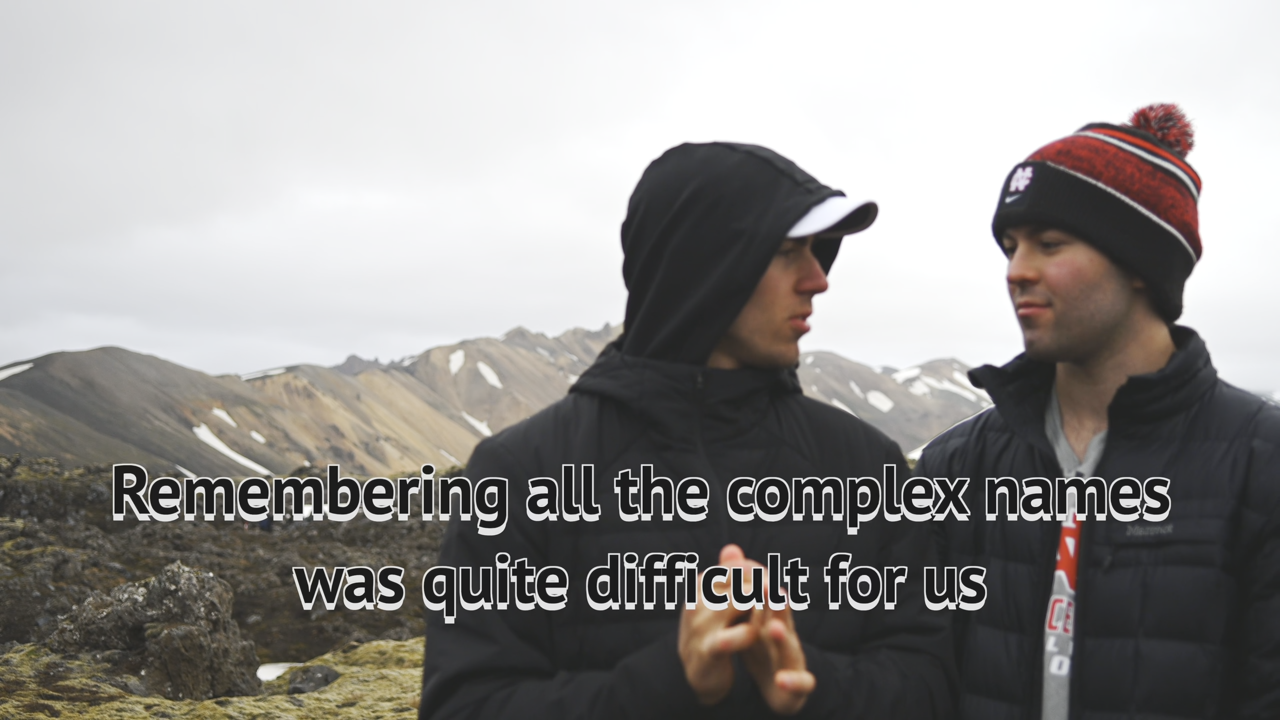 Remembering all the complex names
was quite difficult for us